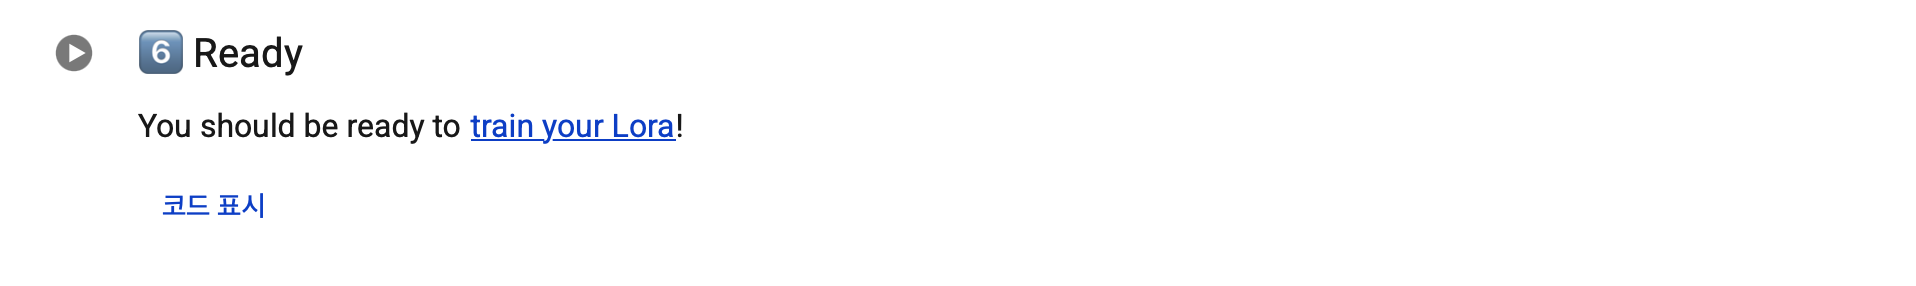 6️⃣ Ready
You should be ready to train your Lora!
코드 표시